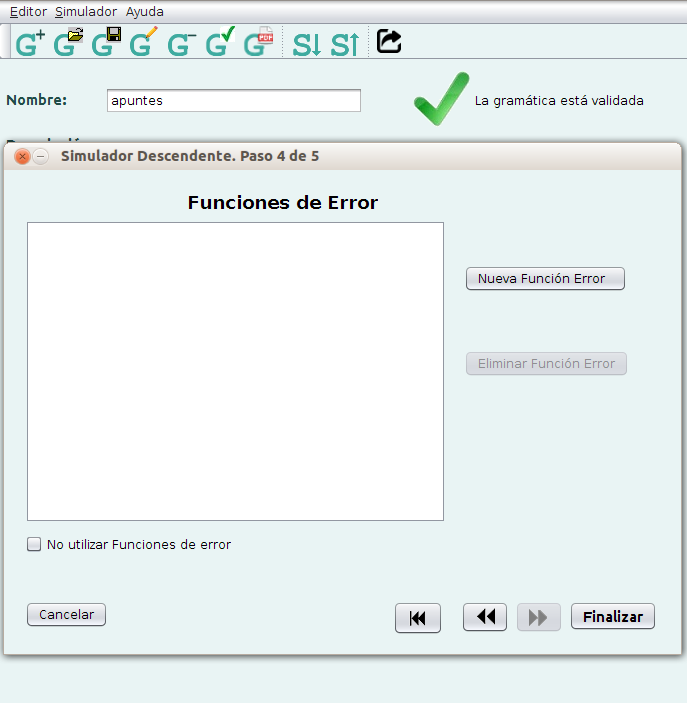 Editor Simulador Ayuda
G+ G G G G- G G PDF S↓ S↑
Nombre: apuntes La gramática está validada
Simulador Descendente. Paso 4 de 5
Funciones de Error
Nueva Función Error
Eliminar Función Error
No utilizar Funciones de error
Cancelar Finalizar